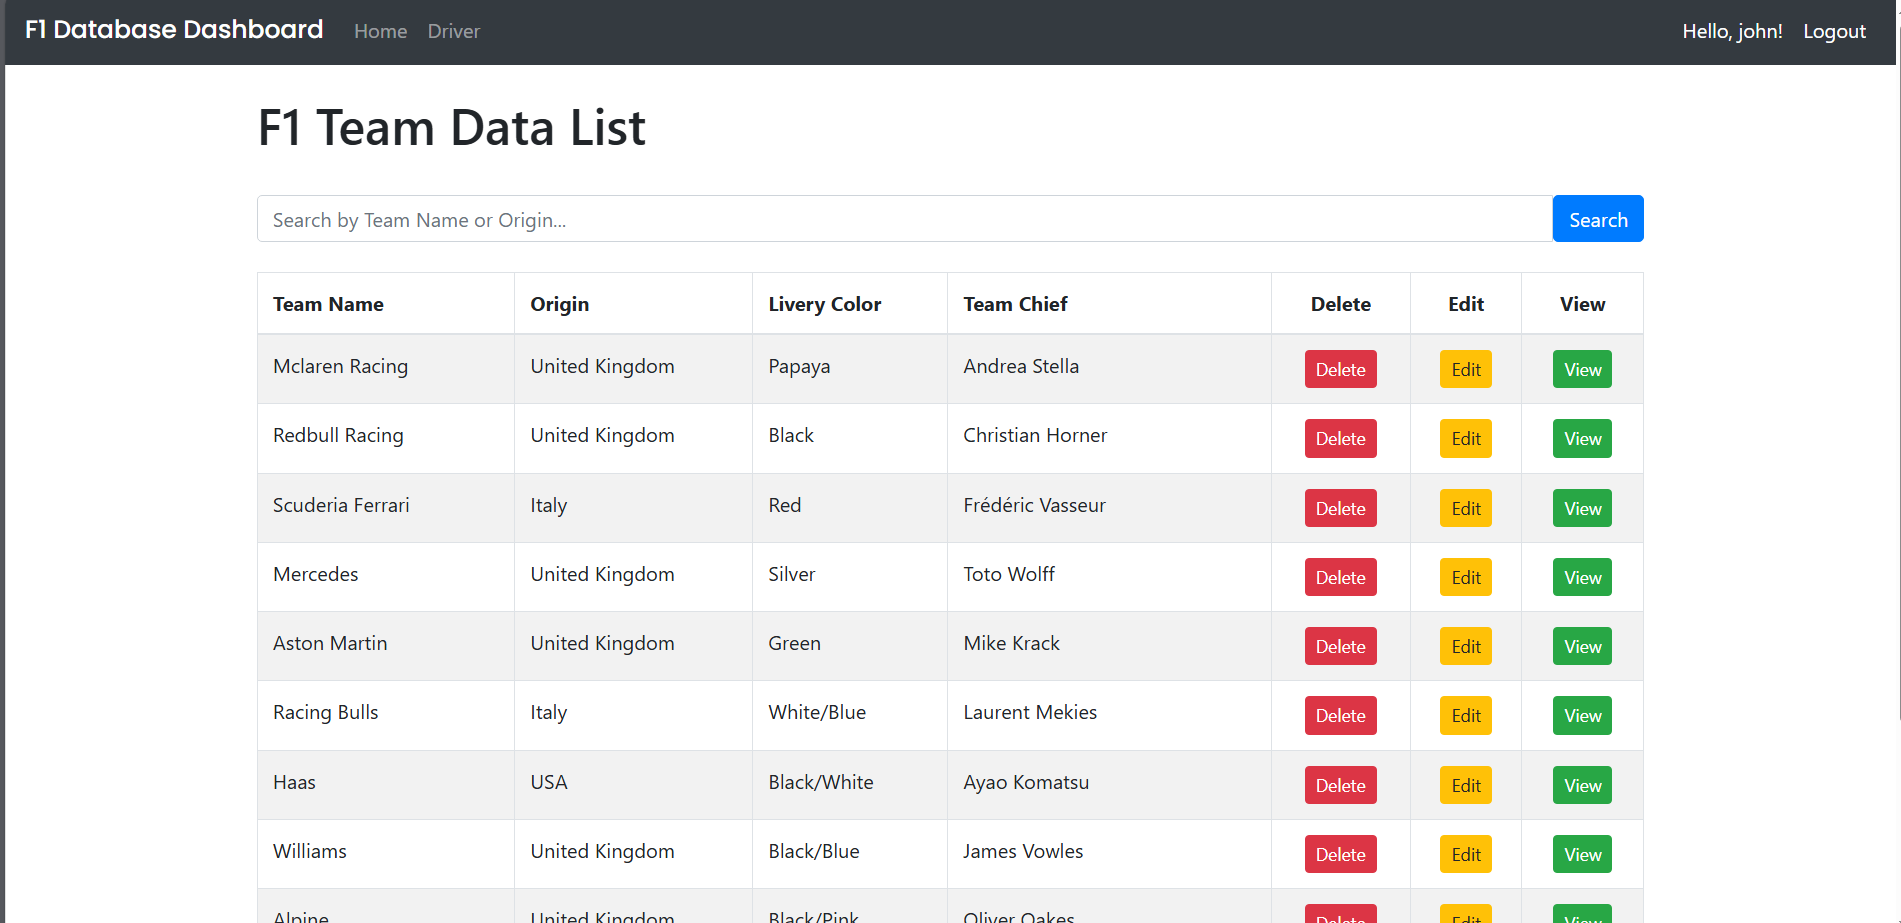 F1 Database Dashboard Home Driver Hello, john! Logout
F1 Team Data List
Search by Team Name or Origin... Search
Team Name Origin Livery Color Team Chief Delete Edit View
Mclaren Racing United Kingdom Papaya Andrea Stella Delete Edit View
Redbull Racing United Kingdom Black Christian Horner Delete Edit View
Scuderia Ferrari Italy Red Frédéric Vasseur Delete Edit View
Mercedes United Kingdom Silver Toto Wolff Delete Edit View
Aston Martin United Kingdom Green Mike Krack Delete Edit View
Racing Bulls Italy White/Blue Laurent Mekies Delete Edit View
Haas USA Black/White Ayao Komatsu Delete Edit View
Williams United Kingdom Black/Blue James Vowles Delete Edit View
Alpine United Kingdom Black/Pink Oliver Oakes Delete Edit View